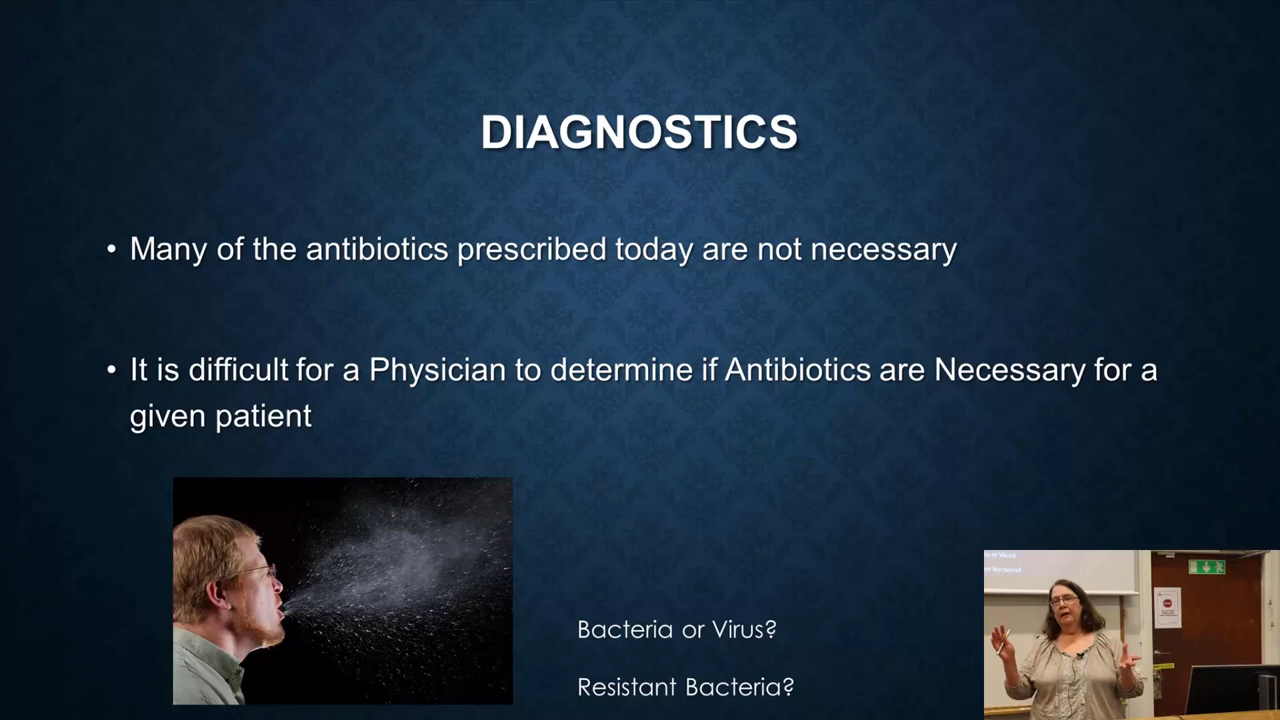 DIAGNOSTICS
• Many of the antibiotics prescribed today are not necessary
• It is difficult for a Physician to determine if Antibiotics are Necessary for a
given patient
Bacteria or Virus?
Resistant Bacteria?